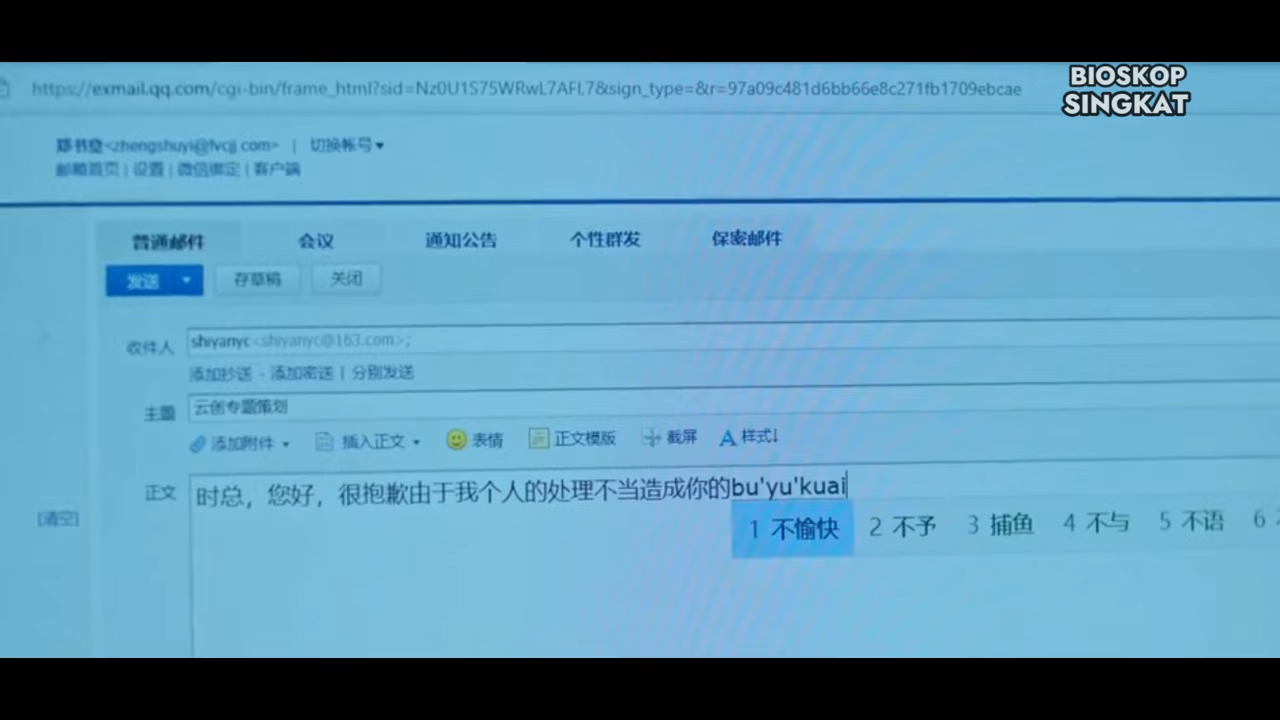 BIOSKOP
SINGKAT
https://exmail.qq.com/cgi-bin/frame_html?sid=Nz0U1S75WRwL7AFL7&sign_type=&r=97a09c481d6bb66e8c271fb1709ebcae
郑书意<zhengshuyi@fvcjj.com> | 切换帐号
邮箱首页 | 设置 | 微信绑定 | 客户端
普通邮件 会议 通知公告 个性群发 保密邮件
发送 存草稿 关闭
收件人 shiyanyc<shiyanyc@163.com>;
添加抄送 - 添加密送 | 分别发送
主题 云创专题策划
添加附件 插入正文 表情 正文模版 截屏 A 样式↓
正文 时总，您好，很抱歉由于我个人的处理不当造成你的bu'yu'kuai
[清空] 1 不愉快 2 不予 3 捕鱼 4 不与 5 不语 6